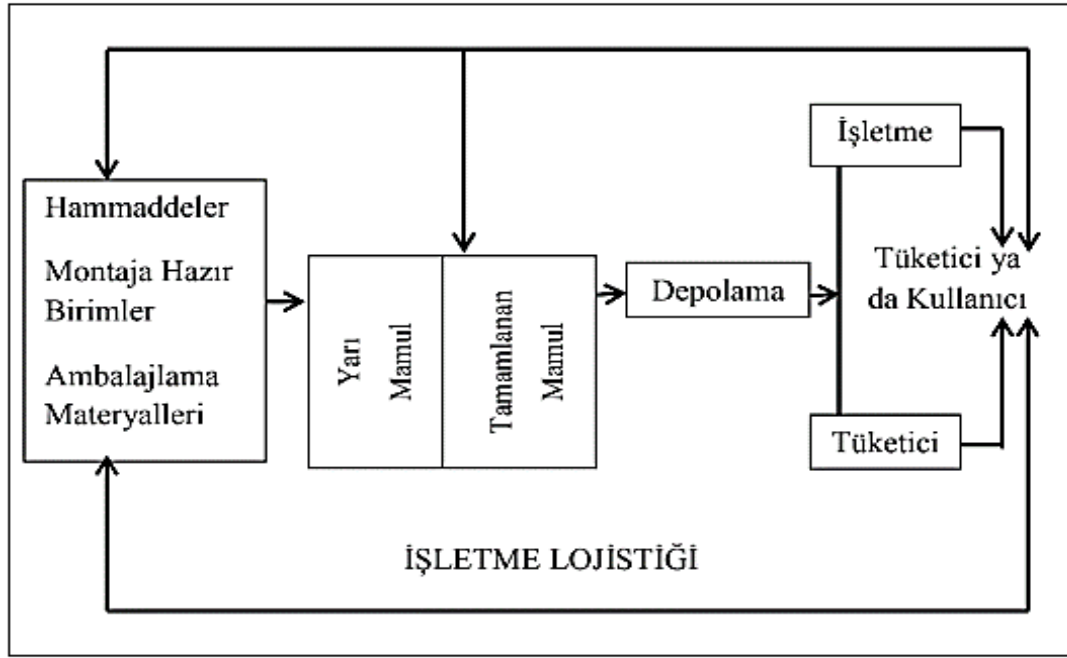 Hammaddeler
Montaja Hazır
Birimler
Ambalajlama
Materyalleri
Yarı
Mamul
Tamamlanan
Mamul
Depolama
İşletme
Tüketici
Tüketici ya
da Kullanıcı
İŞLETME LOJİSTİĞİ